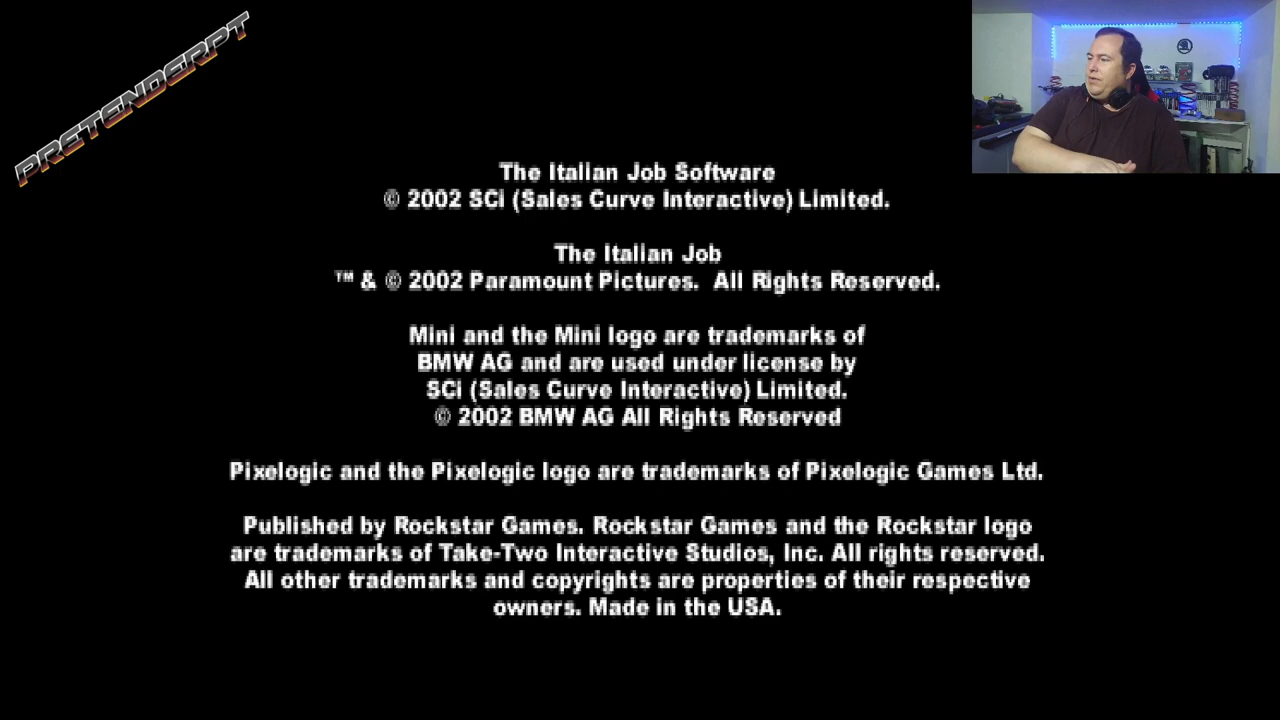 PRETENDERPT
The Italian Job Software
© 2002 SCi (Sales Curve Interactive) Limited.
The Italian Job
™ & © 2002 Paramount Pictures.  All Rights Reserved.
Mini and the Mini logo are trademarks of
BMW AG and are used under license by
SCi (Sales Curve Interactive) Limited.
© 2002 BMW AG All Rights Reserved
Pixelogic and the Pixelogic logo are trademarks of Pixelogic Games Ltd.
Published by Rockstar Games. Rockstar Games and the Rockstar logo
are trademarks of Take-Two Interactive Studios, Inc. All rights reserved.
All other trademarks and copyrights are properties of their respective
owners. Made in the USA.